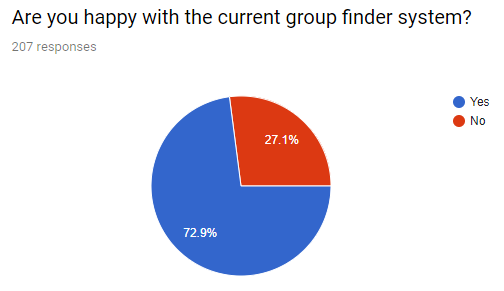 Are you happy with the current group finder system?
207 responses
Yes
No
27.1%
72.9%